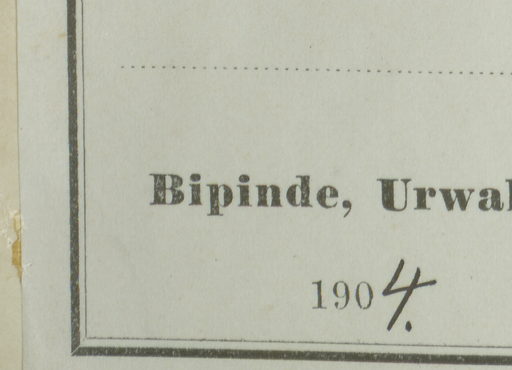 Bipinde, Urwal
1904.